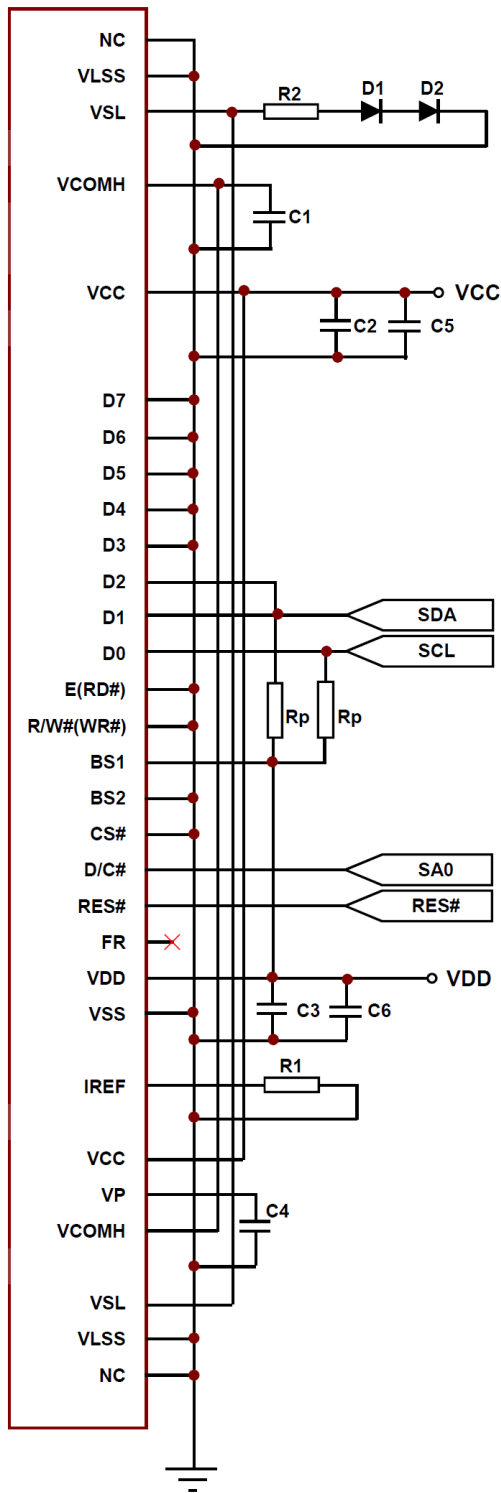 NC
VLSS
VSL
R2
D1
D2
VCOMH
C1
VCC
VCC
C2
C5
D7
D6
D5
D4
D3
D2
D1
SDA
D0
SCL
E(RD#)
R/W#(WR#)
Rp
Rp
BS1
BS2
CS#
D/C#
SA0
RES#
RES#
FR
VDD
VDD
VSS
C3
C6
R1
IREF
VCC
VP
C4
VCOMH
VSL
VLSS
NC